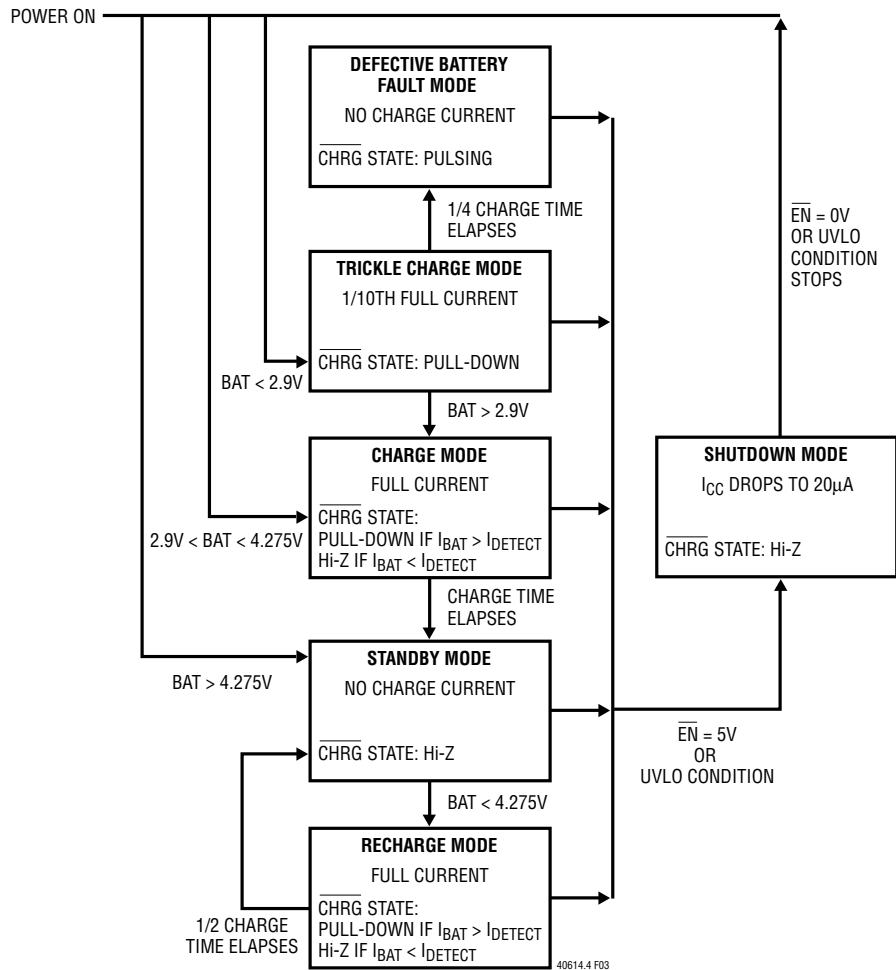 POWER ON
DEFECTIVE BATTERY
FAULT MODE
NO CHARGE CURRENT
CHRG STATE: PULSING
1/4 CHARGE TIME
ELAPSES
EN = 0V
OR UVLO
CONDITION
STOPS
TRICKLE CHARGE MODE
1/10TH FULL CURRENT
CHRG STATE: PULL-DOWN
BAT < 2.9V
BAT > 2.9V
CHARGE MODE
FULL CURRENT
CHRG STATE:
PULL-DOWN IF IBAT > IDETECT
Hi-Z IF IBAT < IDETECT
2.9V < BAT < 4.275V
SHUTDOWN MODE
ICC DROPS TO 20µA
CHRG STATE: Hi-Z
CHARGE TIME
ELAPSES
STANDBY MODE
NO CHARGE CURRENT
CHRG STATE: Hi-Z
BAT > 4.275V
EN = 5V
OR
UVLO CONDITION
BAT < 4.275V
RECHARGE MODE
FULL CURRENT
CHRG STATE:
PULL-DOWN IF IBAT > IDETECT
Hi-Z IF IBAT < IDETECT
1/2 CHARGE
TIME ELAPSES
40614.4 F03